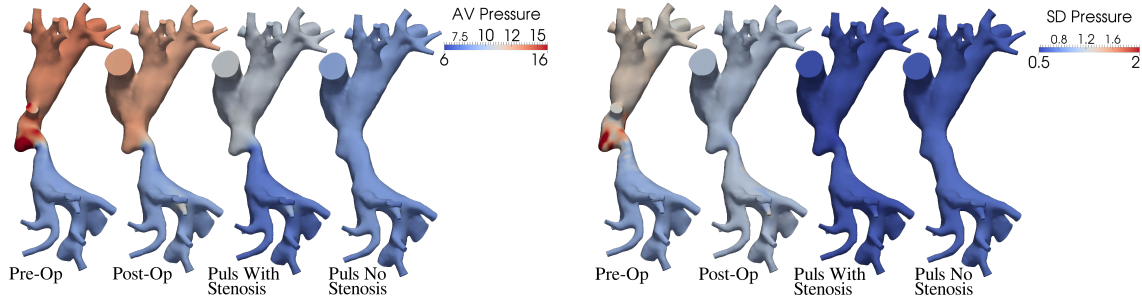 AV Pressure
7.5 10 12 15
6 16
Pre-Op
Post-Op
Puls With
Stenosis
Puls No
Stenosis
SD Pressure
0.8 1.2 1.6
0.5 2
Pre-Op
Post-Op
Puls With
Stenosis
Puls No
Stenosis